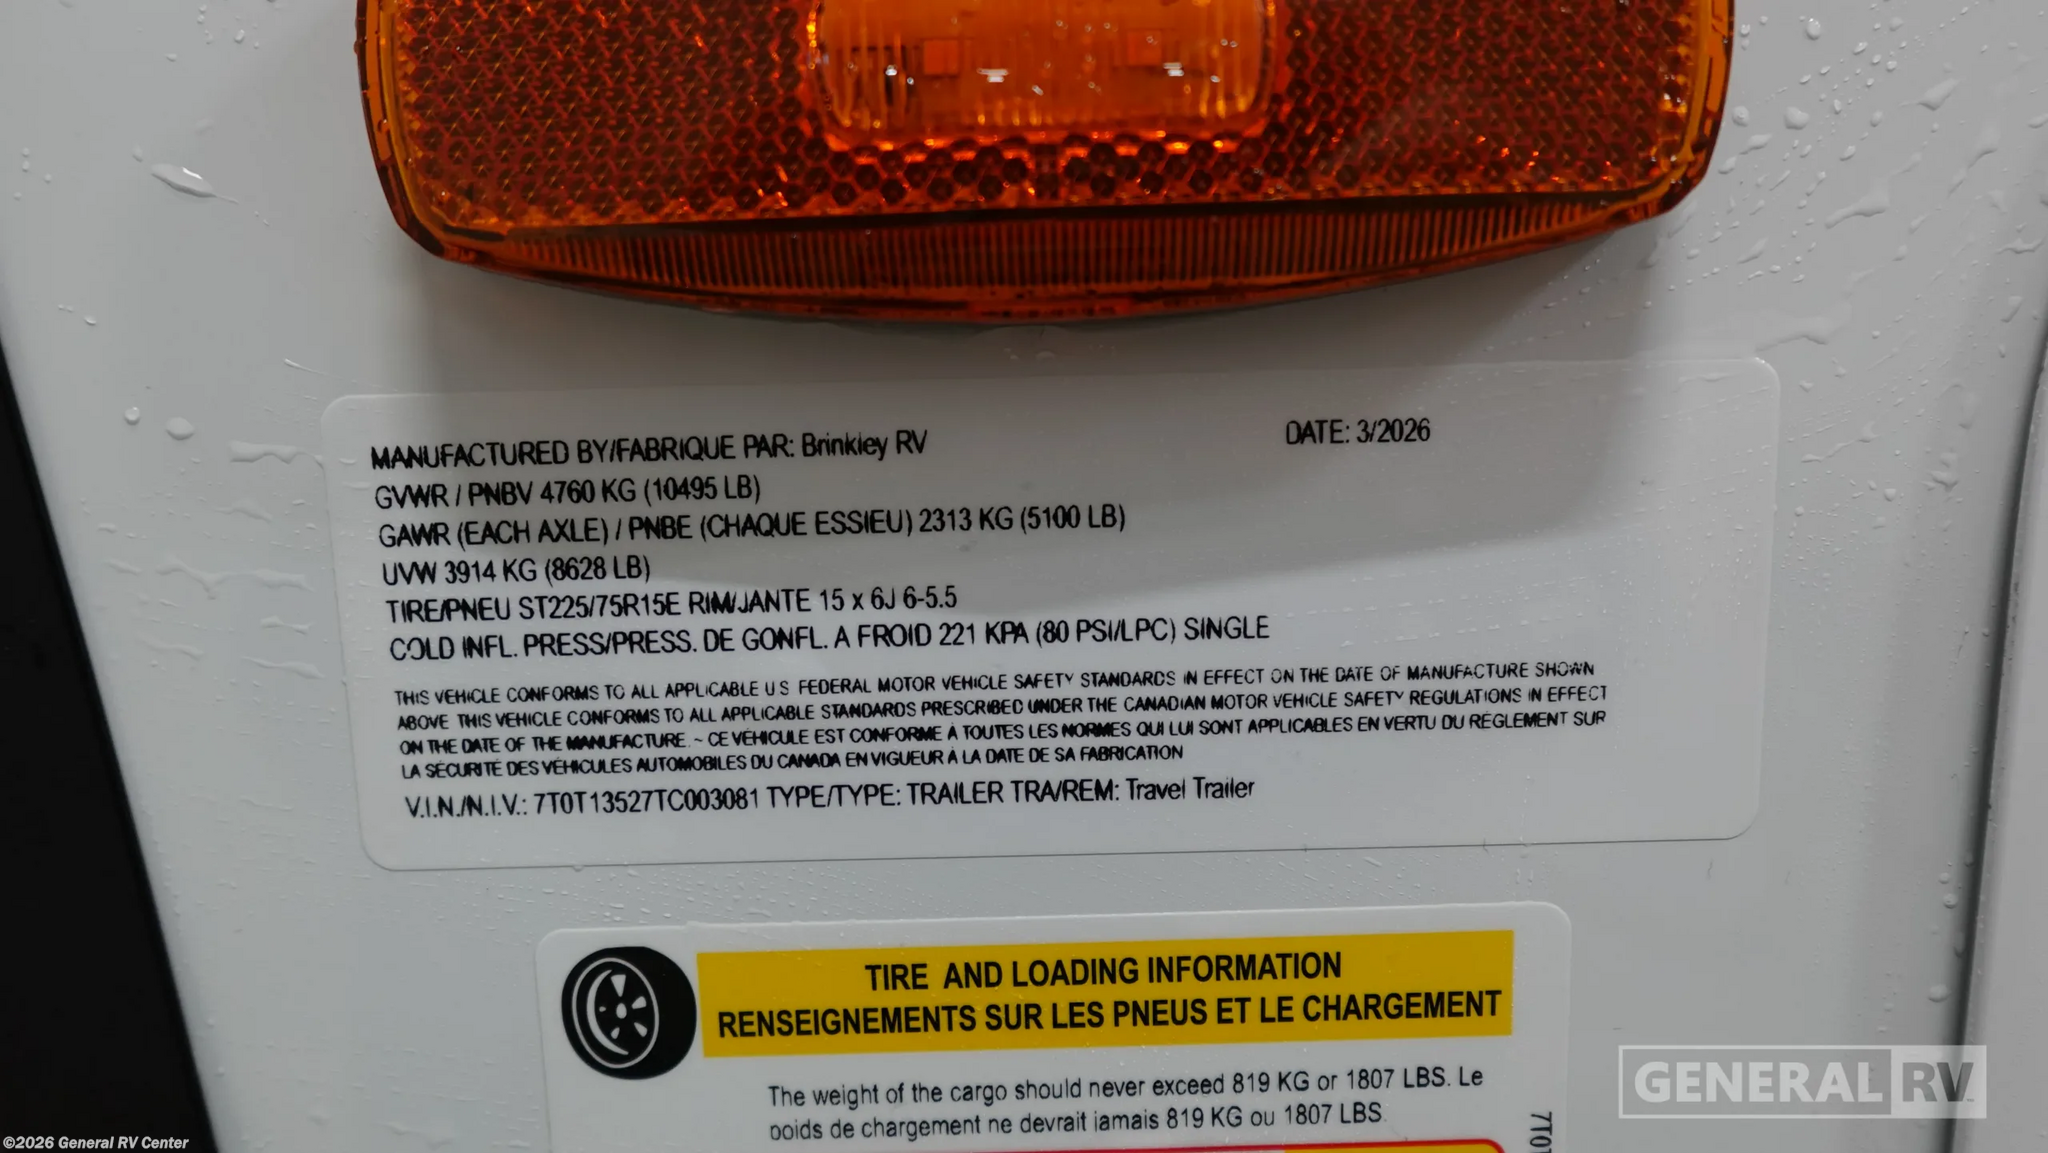 MANUFACTURED BY/FABRIQUE PAR: Brinkley RV DATE: 3/2026
GVWR / PNBV 4760 KG (10495 LB)
GAWR (EACH AXLE) / PNBE (CHAQUE ESSIEU) 2313 KG (5100 LB)
UVW 3914 KG (8628 LB)
TIRE/PNEU ST225/75R15E RIM/JANTE 15 x 6J 6-5.5
COLD INFL. PRESS/PRESS. DE GONFL. A FROID 221 KPA (80 PSI/LPC) SINGLE
THIS VEHICLE CONFORMS TO ALL APPLICABLE U S FEDERAL MOTOR VEHICLE SAFETY STANDARDS IN EFFECT ON THE DATE OF MANUFACTURE SHOWN
ABOVE THIS VEHICLE CONFORMS TO ALL APPLICABLE STANDARDS PRESCRIBED UNDER THE CANADIAN MOTOR VEHICLE SAFETY REGULATIONS IN EFFECT
ON THE DATE OF THE MANUFACTURE. ~ CE VÉHICULE EST CONFORME À TOUTES LES NORMES QUI LUI SONT APPLICABLES EN VERTU DU RÈGLEMENT SUR
LA SÉCURITÉ DES VÉHICULES AUTOMOBILES DU CANADA EN VIGUEUR À LA DATE DE SA FABRICATION
V.I.N./N.I.V.: 7T0T13527TC003081 TYPE/TYPE: TRAILER TRA/REM: Travel Trailer
TIRE AND LOADING INFORMATION
RENSEIGNEMENTS SUR LES PNEUS ET LE CHARGEMENT
The weight of the cargo should never exceed 819 KG or 1807 LBS. Le
poids de chargement ne devrait jamais 819 KG ou 1807 LBS.
7T0
GENERAL RV
©2026 General RV Center